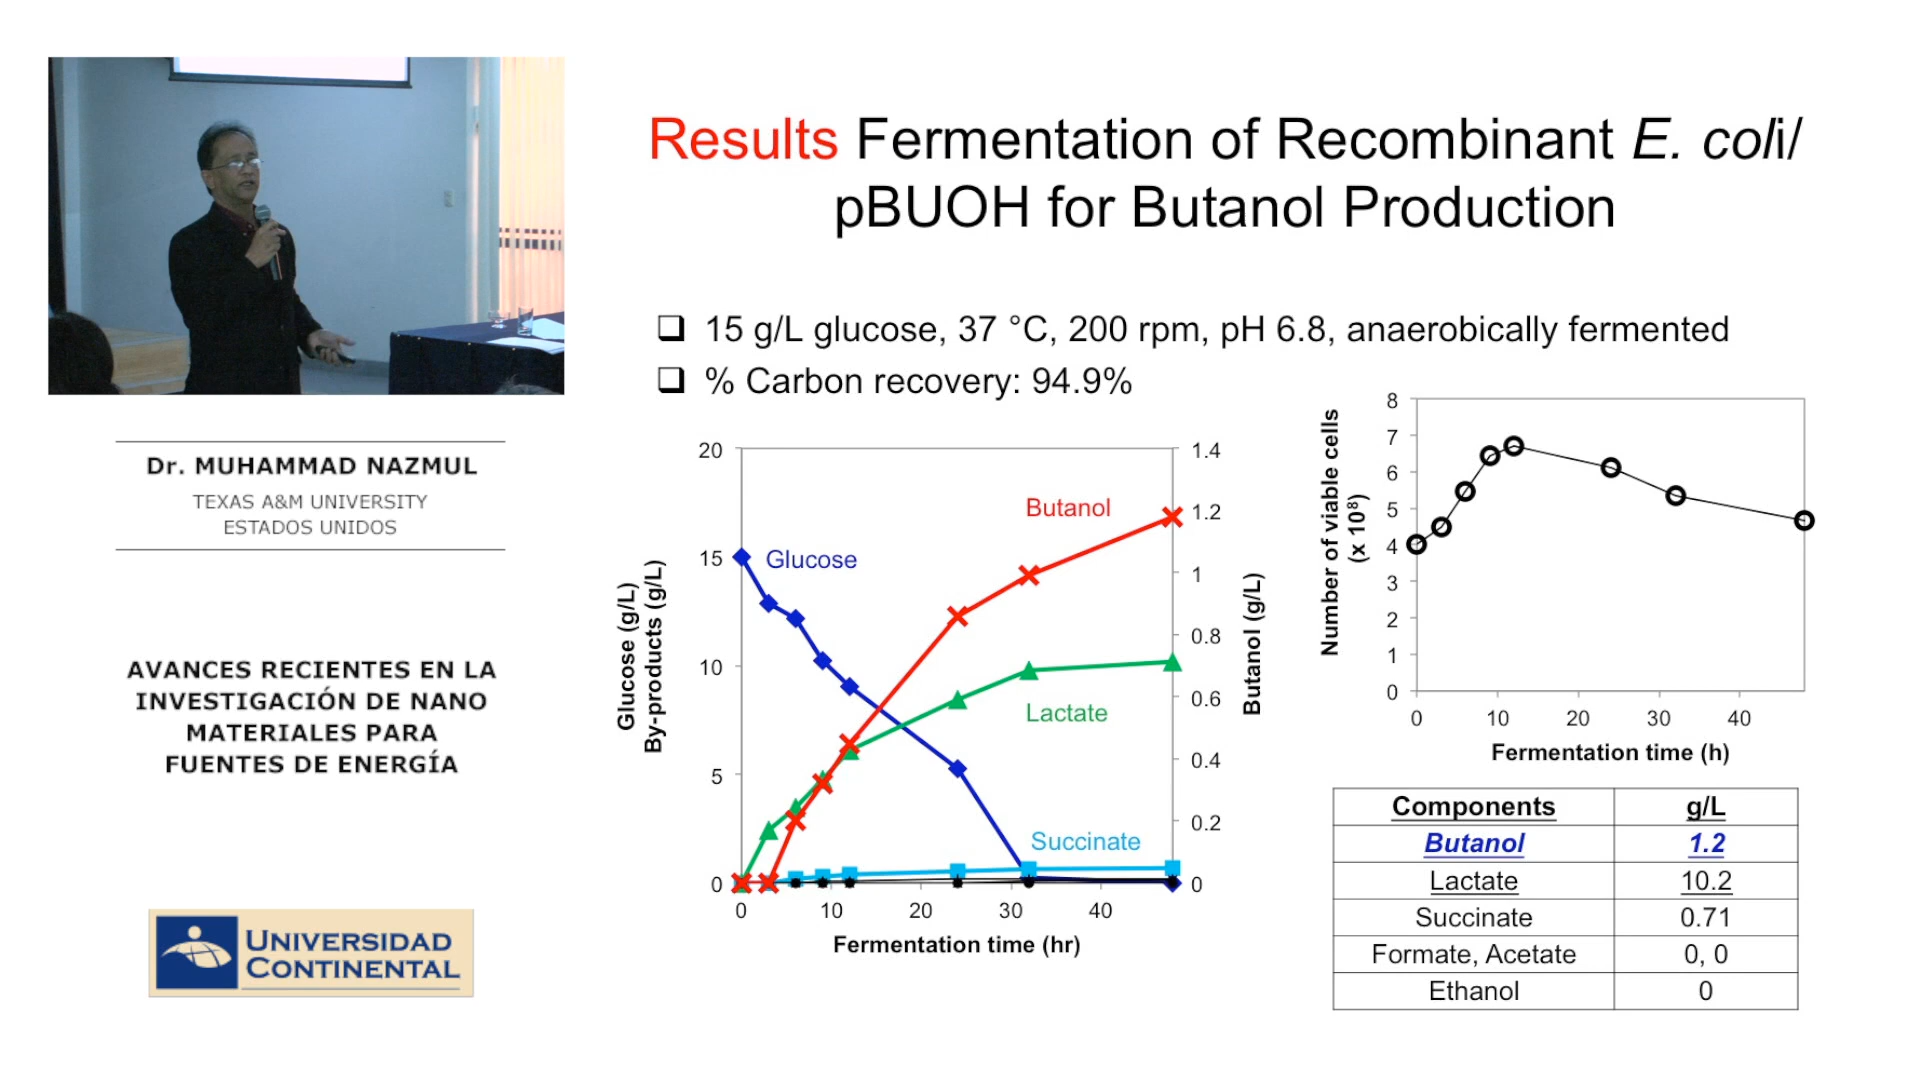 Results Fermentation of Recombinant E. coli/
pBUOH for Butanol Production
15 g/L glucose, 37 °C, 200 rpm, pH 6.8, anaerobically fermented
% Carbon recovery: 94.9%
Dr. MUHAMMAD NAZMUL
TEXAS A&M UNIVERSITY
ESTADOS UNIDOS
AVANCES RECIENTES EN LA
INVESTIGACIÓN DE NANO
MATERIALES PARA
FUENTES DE ENERGÍA
UNIVERSIDAD
CONTINENTAL
Glucose (g/L)
By-products (g/L)
20
15
10
5
0
Butanol
Glucose
Lactate
Succinate
1.4
1.2
1
0.8
0.6
0.4
0.2
0
Butanol (g/L)
0 10 20 30 40
Fermentation time (hr)
Number of viable cells
(x 10⁸)
8
7
6
5
4
3
2
1
0
0 10 20 30 40
Fermentation time (h)
Components g/L
Butanol 1.2
Lactate 10.2
Succinate 0.71
Formate, Acetate 0, 0
Ethanol 0